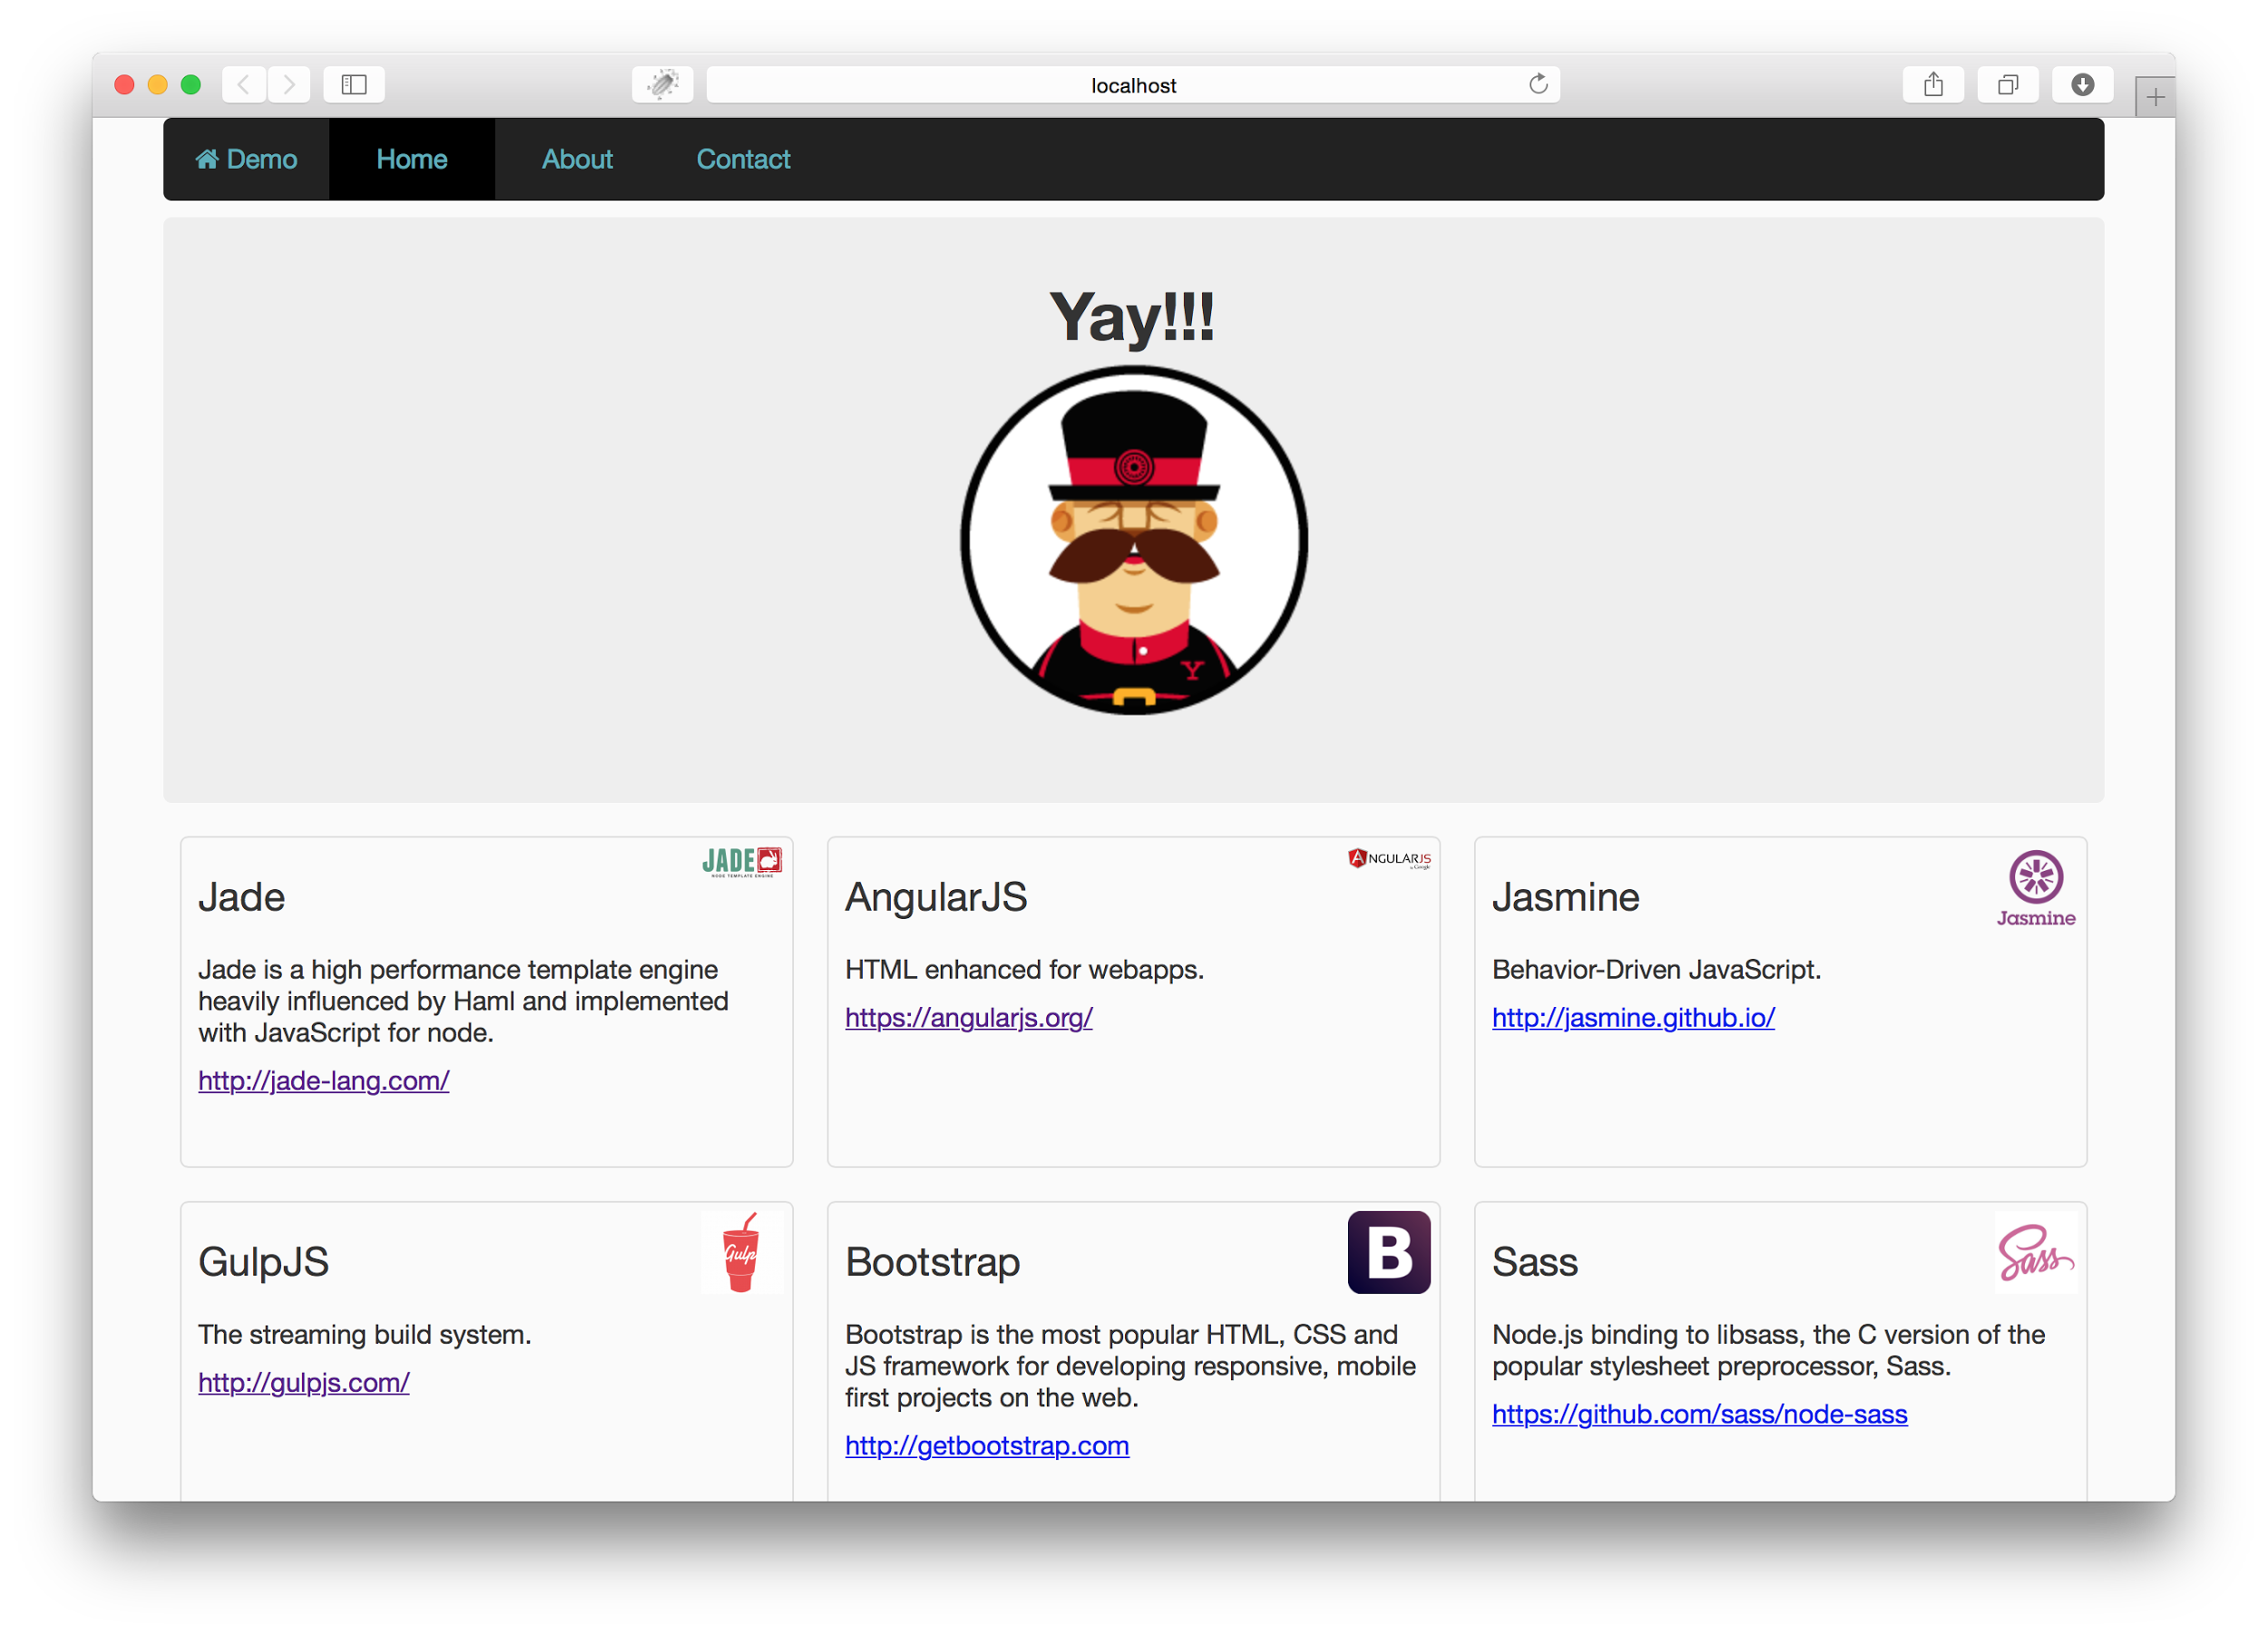 localhost
Demo Home About Contact
Yay!!!
Y
JADE
NODE TEMPLATE ENGINE
Jade
Jade is a high performance template engine
heavily influenced by Haml and implemented
with JavaScript for node.
http://jade-lang.com/
ANGULARJS
by Google
AngularJS
HTML enhanced for webapps.
https://angularjs.org/
Jasmine
Jasmine
Behavior-Driven JavaScript.
http://jasmine.github.io/
Gulp
GulpJS
The streaming build system.
http://gulpjs.com/
B
Bootstrap
Bootstrap is the most popular HTML, CSS and
JS framework for developing responsive, mobile
first projects on the web.
http://getbootstrap.com
Sass
Sass
Node.js binding to libsass, the C version of the
popular stylesheet preprocessor, Sass.
https://github.com/sass/node-sass